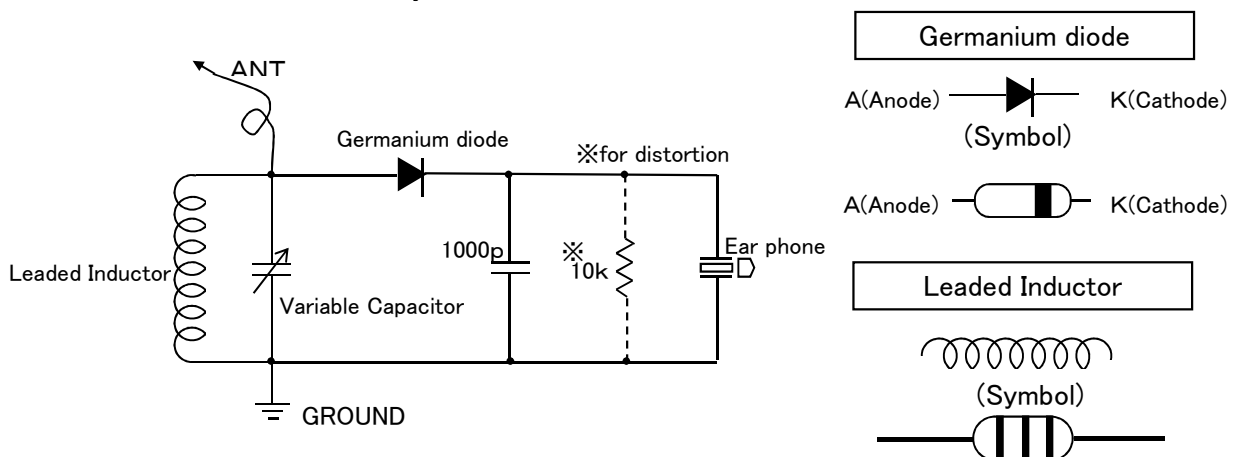 ANT
Germanium diode
※for distortion
1000p
※
10k
Ear phone
Leaded Inductor
Variable Capacitor
GROUND
Germanium diode
A(Anode) K(Cathode)
(Symbol)
A(Anode) K(Cathode)
Leaded Inductor
(Symbol)